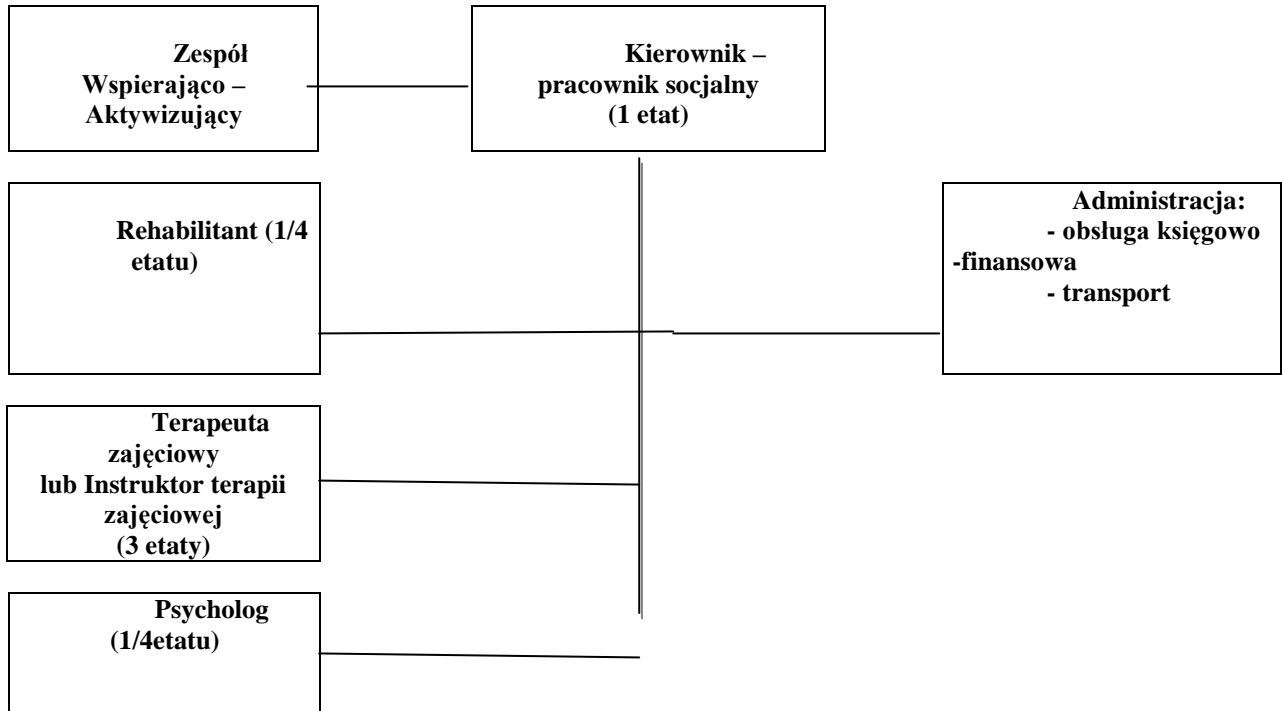 Zespół
Wspierająco –
Aktywizujący
Kierownik –
pracownik socjalny
(1 etat)
Rehabilitant (1/4
etatu)
Administracja:
- obsługa księgowo
-finansowa
- transport
Terapeuta
zajęciowy
lub Instruktor terapii
zajęciowej
(3 etaty)
Psycholog
(1/4etatu)